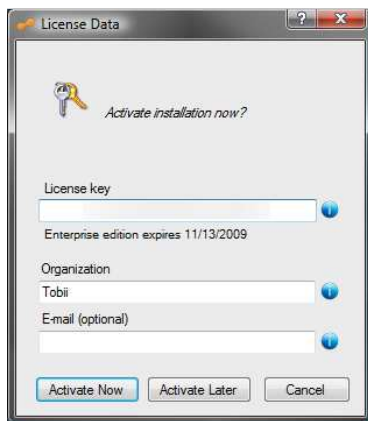 License Data
Activate installation now?
License key
Enterprise edition expires 11/13/2009
Organization
Tobii
E-mail (optional)
Activate Now Activate Later Cancel